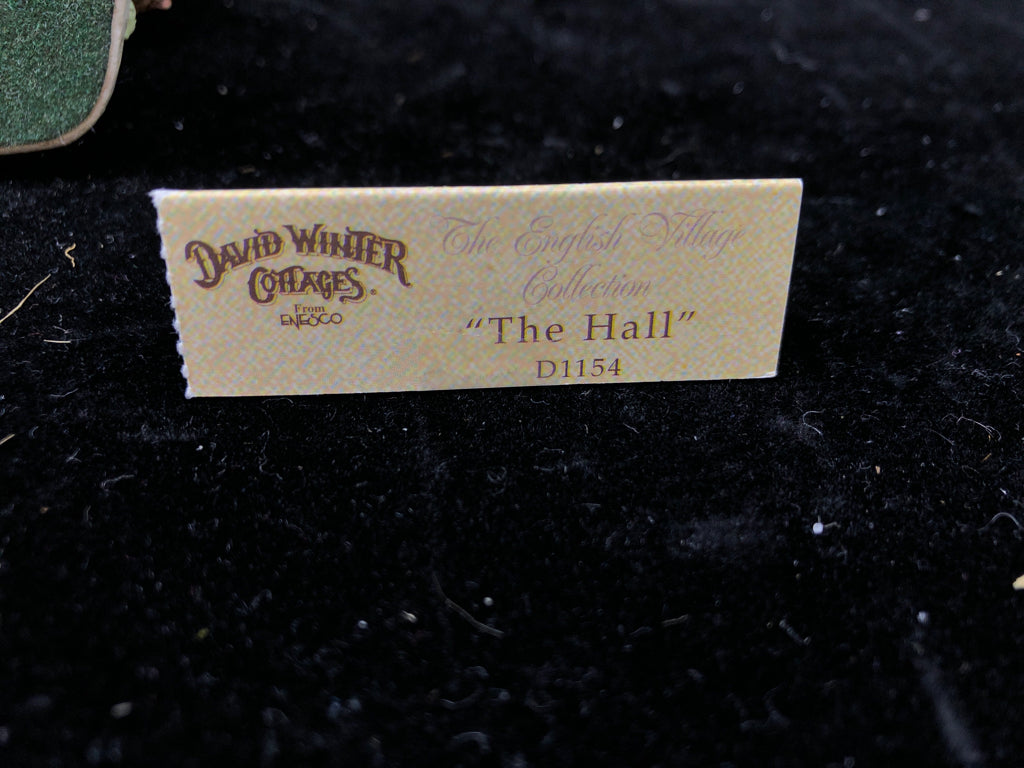 DAVID WINTER
COTTAGES®
From
ENESCO
The English Village
Collection
"The Hall"
D1154